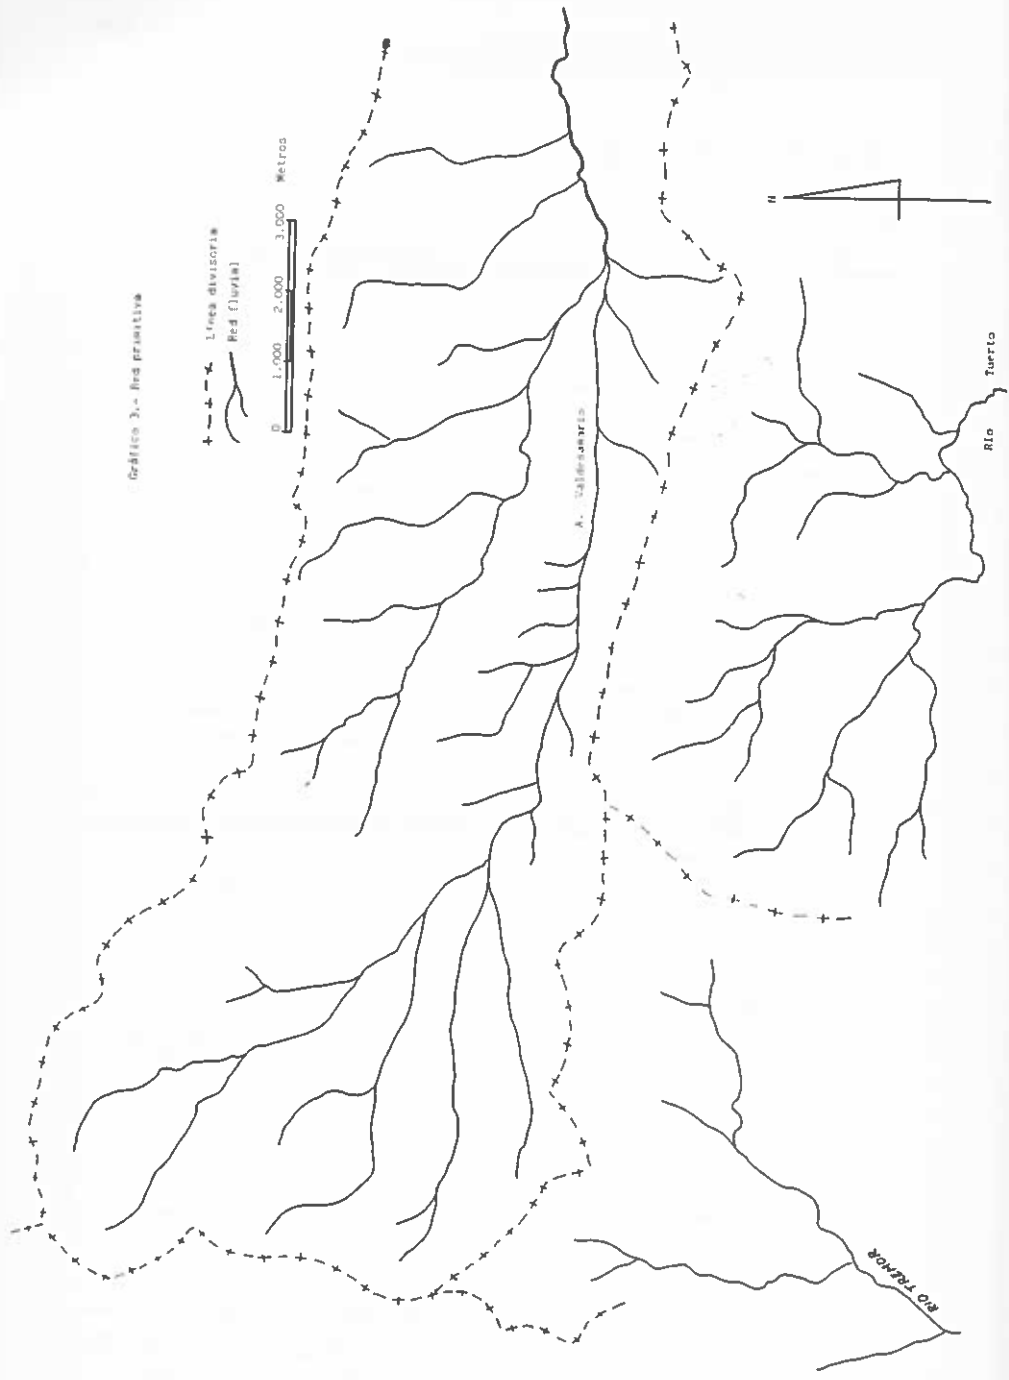 Gráfico 3.- Red primitiva
Línea divisoria
Red fluvial
0 1.000 2.000 3.000 Metros
N
A. Valdesamario
Río Tuerto
RIO TREMOR